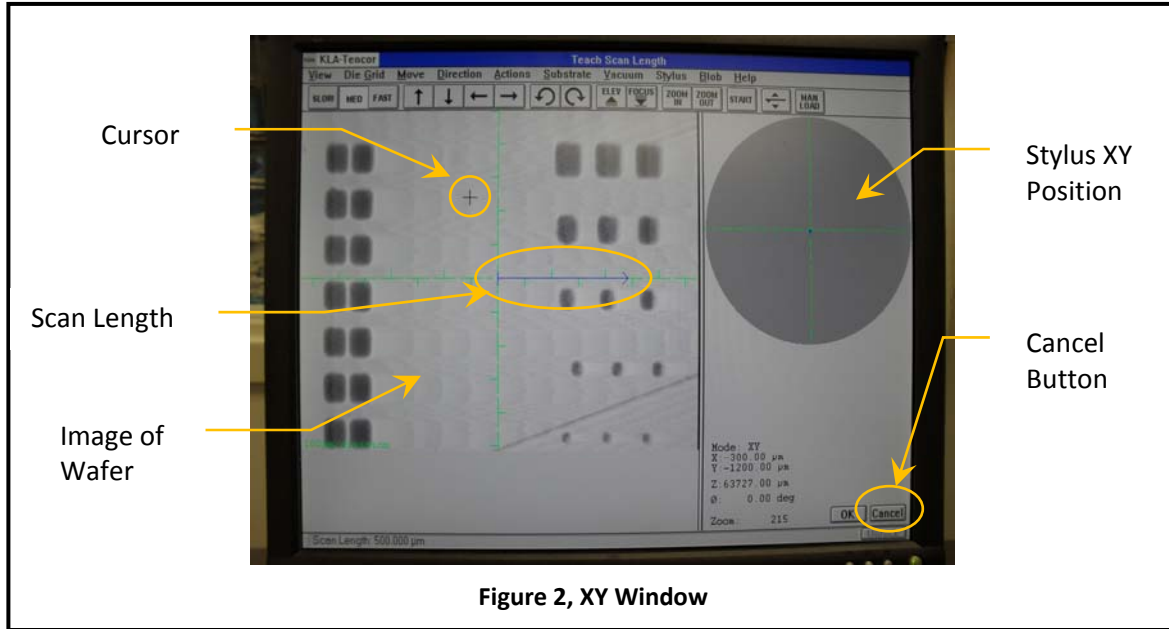 KLA-Tencor
Teach Scan Length
View Die Grid Move Direction Actions Substrate Vacuum Stylus Blob Help
SLOW MED FAST ELEV FOCUS ZOOM IN ZOOM OUT START MAN LOAD
Cursor
Stylus XY
Position
Scan Length
Cancel
Button
Image of
Wafer
Mode: XY
X:-300.00 µm
Y:-1200.00 µm
Z:63727.00 µm
Ø: 0.00 deg
Zoom: 215
OK Cancel
Scan Length: 500.000 µm
Figure 2, XY Window